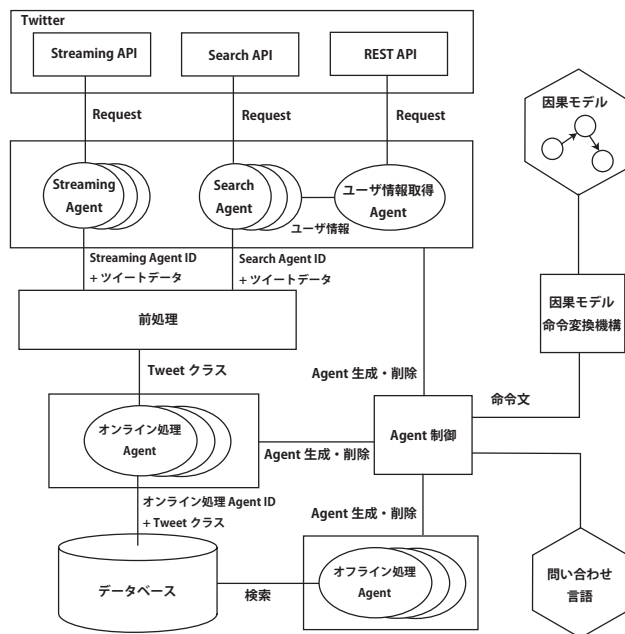 Twitter
Streaming API
Search API
REST API
Request
Request
Request
因果モデル
Streaming
Agent
Search
Agent
ユーザ情報取得
Agent
ユーザ情報
Streaming Agent ID
+ ツイートデータ
Search Agent ID
+ ツイートデータ
因果モデル
命令変換機構
前処理
Tweet クラス
Agent 生成・削除
命令文
オンライン処理
Agent
Agent 生成・削除
Agent 制御
オンライン処理 Agent ID
+ Tweet クラス
Agent 生成・削除
データベース
検索
オフライン処理
Agent
問い合わせ
言語